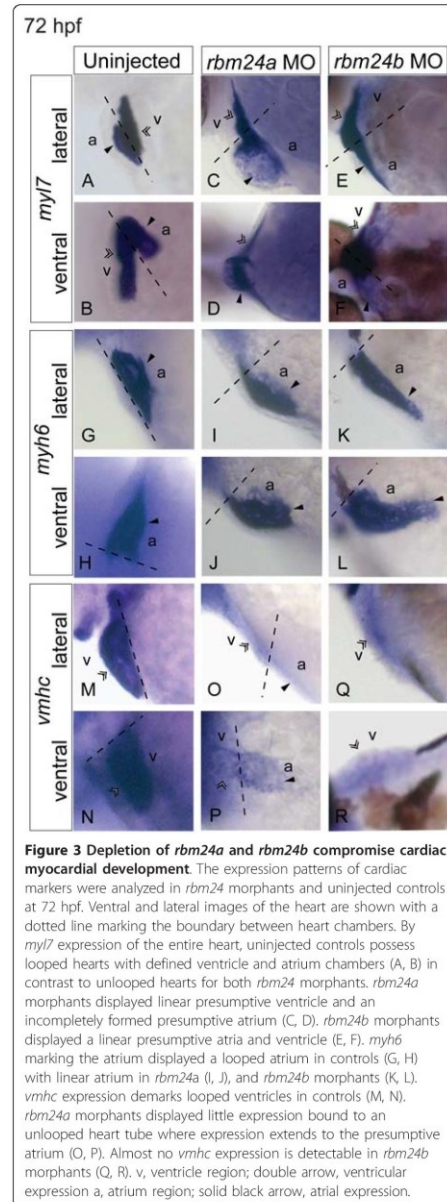 72 hpf
Uninjected rbm24a MO rbm24b MO
myl7
lateral
a v A
v a C
v a E
ventral
a v B
D
v a F
myh6
lateral
a G
a I
a K
ventral
a H
a J
a L
vmhc
lateral
v M
v a O
v Q
ventral
v N
v a P
v R
Figure 3 Depletion of rbm24a and rbm24b compromise cardiac
myocardial development. The expression patterns of cardiac
markers were analyzed in rbm24 morphants and uninjected controls
at 72 hpf. Ventral and lateral images of the heart are shown with a
dotted line marking the boundary between heart chambers. By
myl7 expression of the entire heart, uninjected controls possess
looped hearts with defined ventricle and atrium chambers (A, B) in
contrast to unlooped hearts for both rbm24 morphants. rbm24a
morphants displayed linear presumptive ventricle and an
incompletely formed presumptive atrium (C, D). rbm24b morphants
displayed a linear presumptive atria and ventricle (E, F). myh6
marking the atrium displayed a looped atrium in controls (G, H)
with linear atrium in rbm24a (I, J), and rbm24b morphants (K, L).
vmhc expression demarks looped ventricles in controls (M, N).
rbm24a morphants displayed little expression bound to an
unlooped heart tube where expression extends to the presumptive
atrium (O, P). Almost no vmhc expression is detectable in rbm24b
morphants (Q, R). v, ventricle region; double arrow, ventricular
expression a, atrium region; solid black arrow, atrial expression.